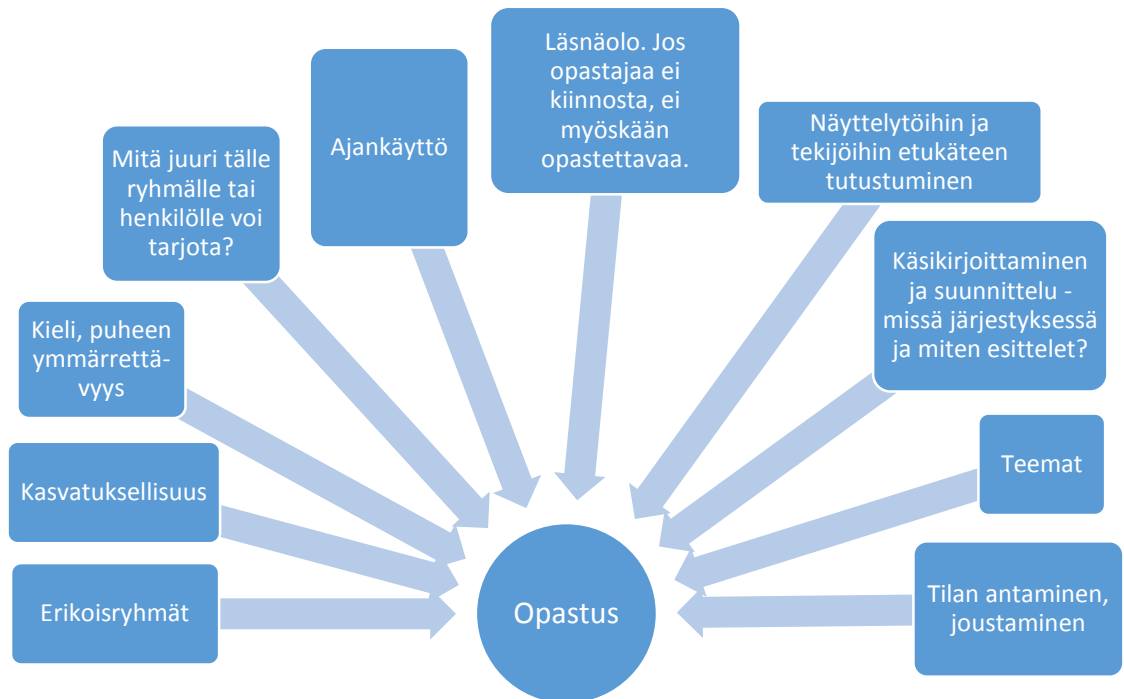 Läsnäolo. Jos
opastajaa ei
kiinnosta, ei
myöskään
opastettavaa.
Ajankäyttö
Näyttelytöihin ja
tekijöihin etukäteen
tutustuminen
Mitä juuri tälle
ryhmälle tai
henkilölle voi
tarjota?
Käsikirjoittaminen
ja suunnittelu -
missä järjestyksessä
ja miten esittelet?
Kieli, puheen
ymmärrettä-
vyys
Teemat
Kasvatuksellisuus
Erikoisryhmät
Opastus
Tilan antaminen,
joustaminen